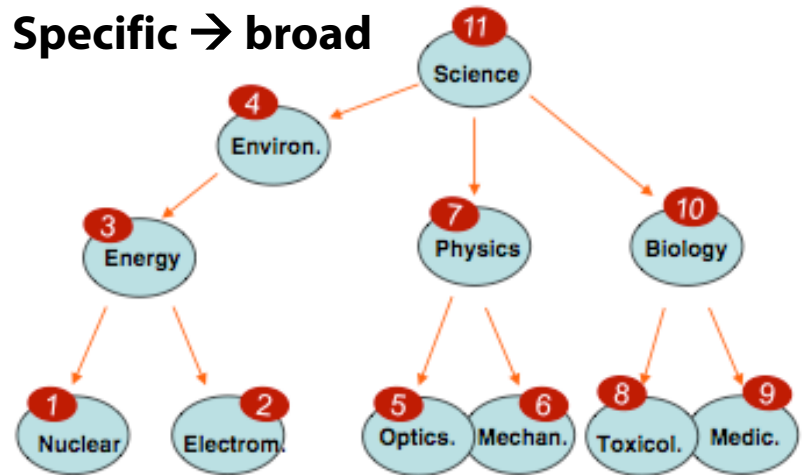 Specific → broad
11
Science
4
Environ.
3
Energy
7
Physics
10
Biology
1
Nuclear
2
Electrom.
5
Optics.
6
Mechan.
8
Toxicol.
9
Medic.